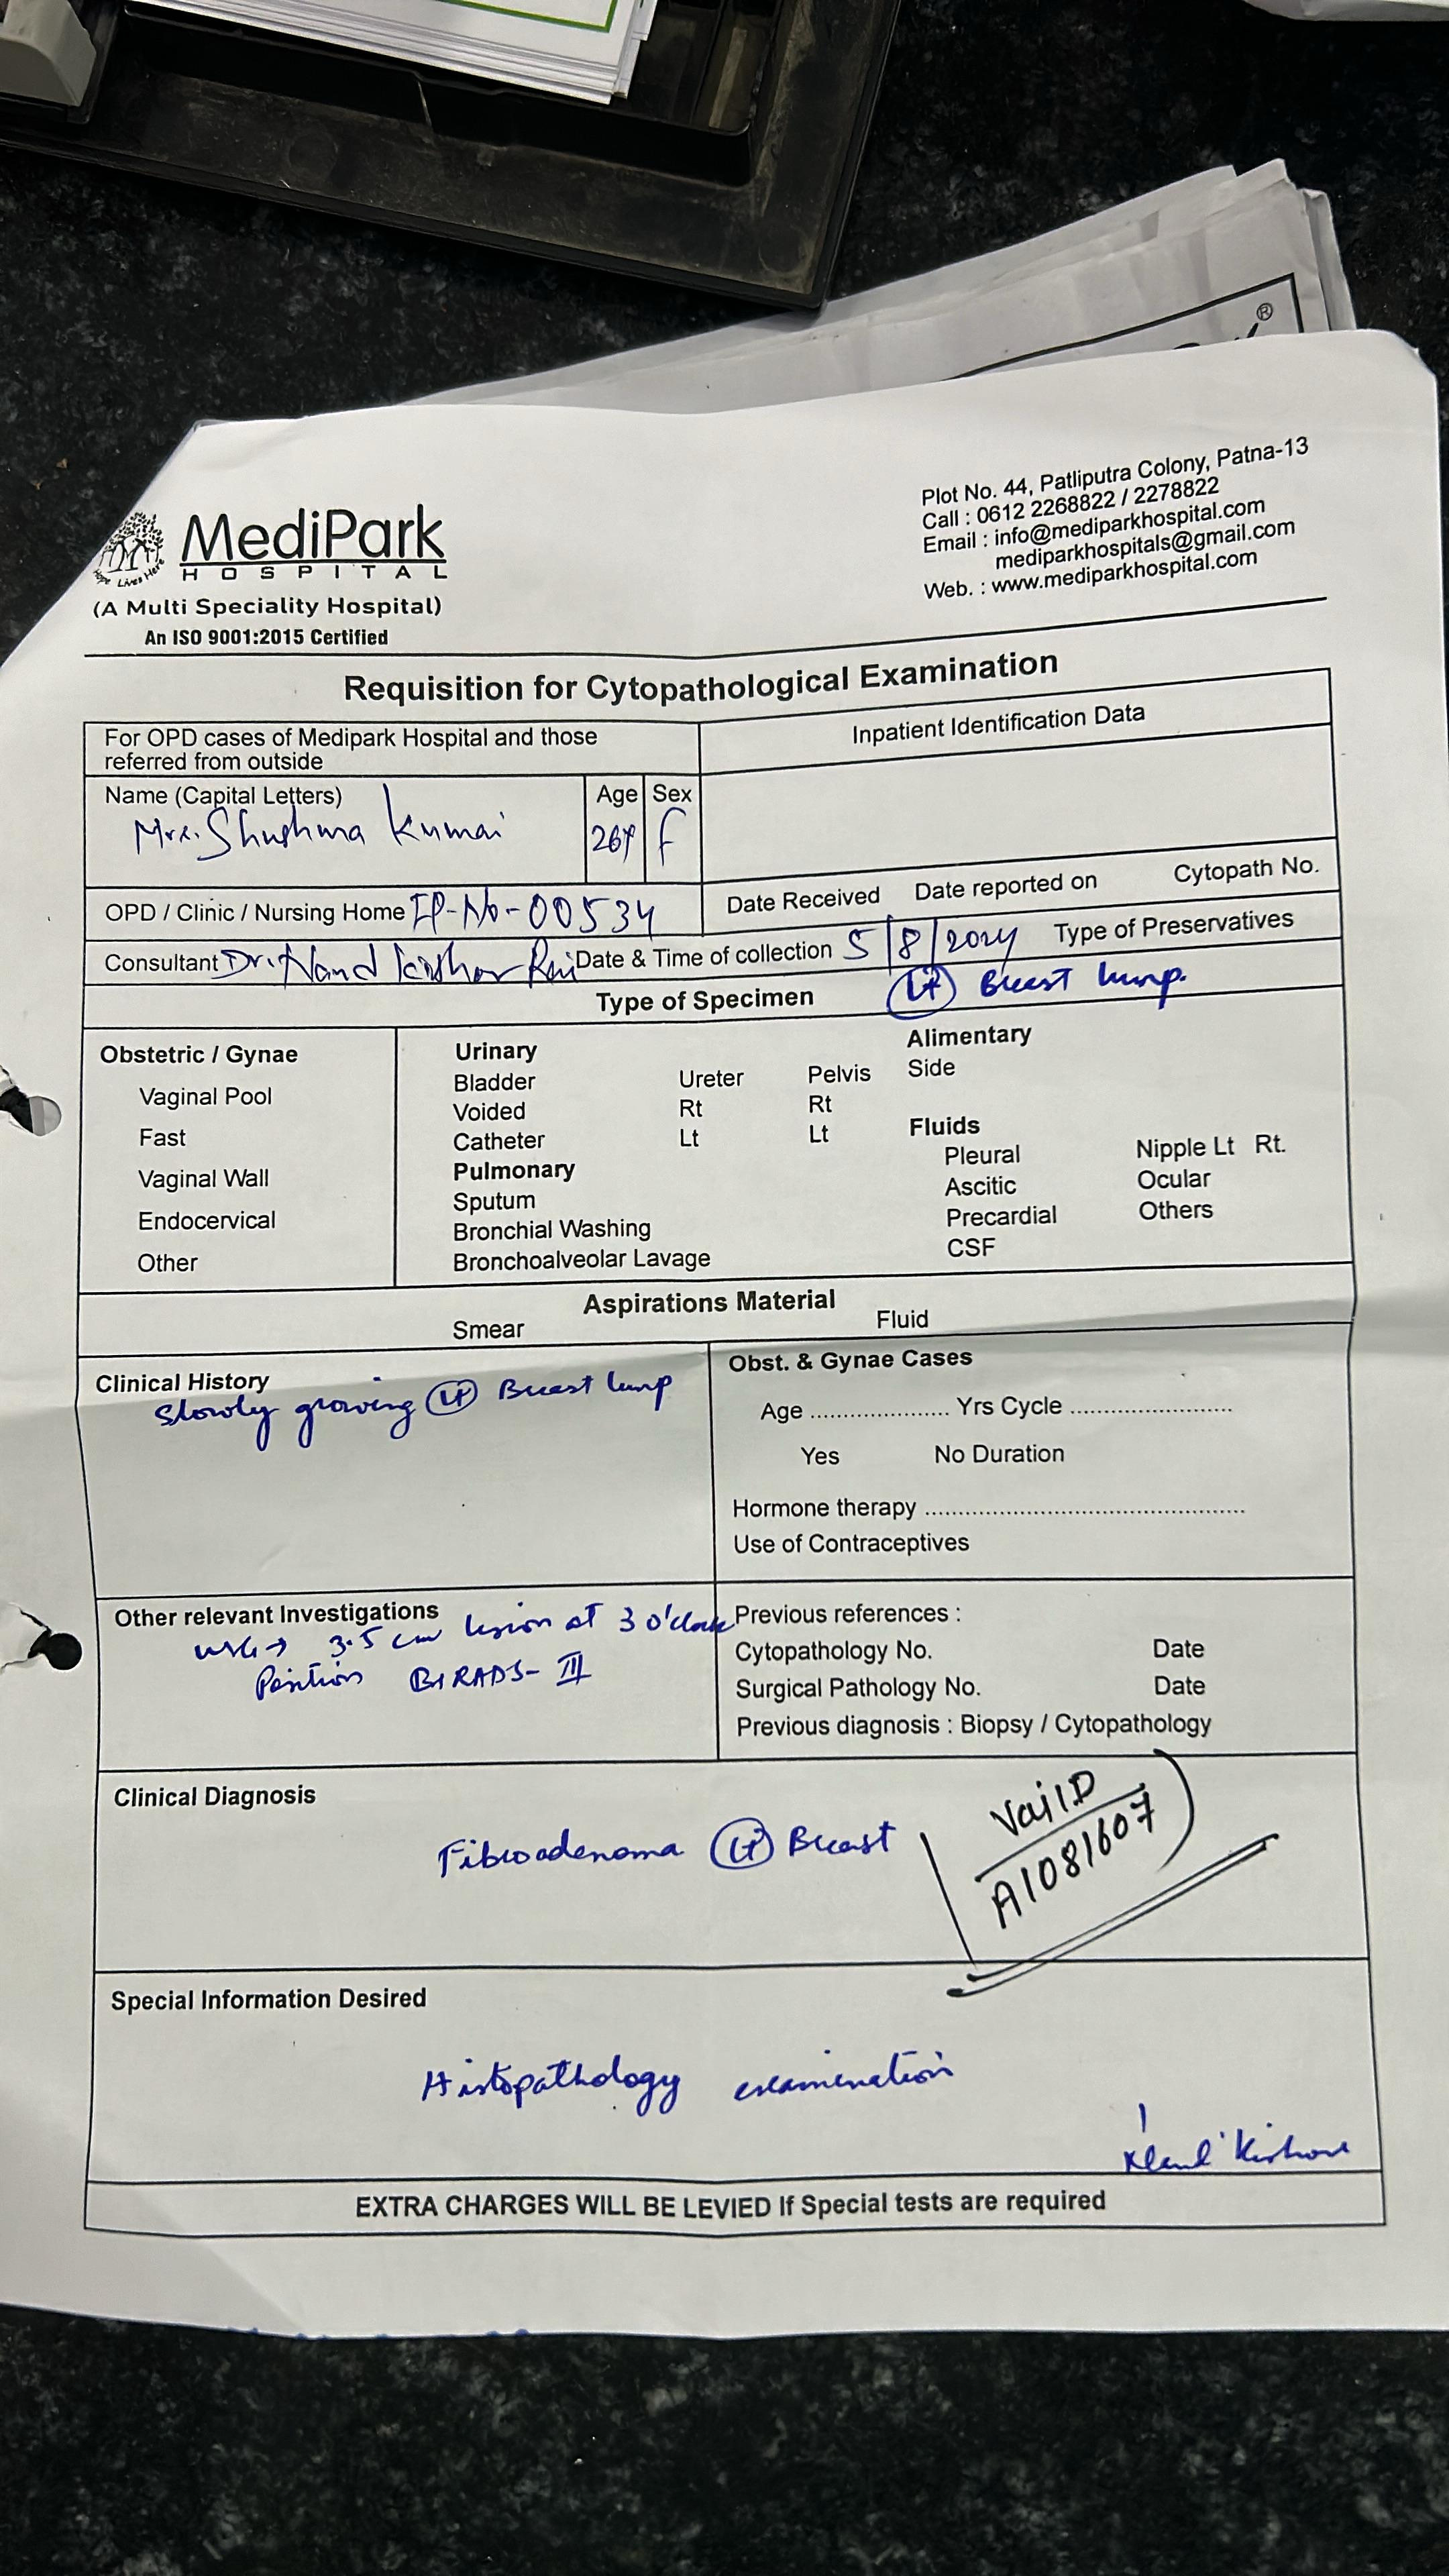 ®
MediPark
HOSPITAL
Hope Lives Here
(A Multi Speciality Hospital)
An ISO 9001:2015 Certified
Plot No. 44, Patliputra Colony, Patna-13
Call : 0612 2268822 / 2278822
Email : info@mediparkhospital.com
mediparkhospitals@gmail.com
Web. : www.mediparkhospital.com
Requisition for Cytopathological Examination
For OPD cases of Medipark Hospital and those
referred from outside
Inpatient Identification Data
Name (Capital Letters) Age Sex
Mrs. Shushma Kumari 26y F
OPD / Clinic / Nursing Home IP-No-00534
Date Received Date reported on Cytopath No.
Consultant Dr. Nand Kishor Rai Date & Time of collection 5/8/2024 Type of Preservatives
Type of Specimen Lt Breast lump.
Obstetric / Gynae
Vaginal Pool
Fast
Vaginal Wall
Endocervical
Other
Urinary
Bladder Ureter Pelvis
Voided Rt Rt
Catheter Lt Lt
Pulmonary
Sputum
Bronchial Washing
Bronchoalveolar Lavage
Alimentary
Side
Fluids
Pleural Nipple Lt Rt.
Ascitic Ocular
Precardial Others
CSF
Aspirations Material
Smear Fluid
Clinical History
Slowly growing Lt Breast lump
Obst. & Gynae Cases
Age ..................... Yrs Cycle .........................
Yes No Duration
Hormone therapy .................................................
Use of Contraceptives
Other relevant Investigations
USG → 3.5 cm lesion at 3 o'clock
Position BIRADS- III
Previous references :
Cytopathology No. Date
Surgical Pathology No. Date
Previous diagnosis : Biopsy / Cytopathology
Clinical Diagnosis
Fibroadenoma Lt Breast
VailD
A1081607
Special Information Desired
Histopathology examination
Nand Kishore
EXTRA CHARGES WILL BE LEVIED If Special tests are required